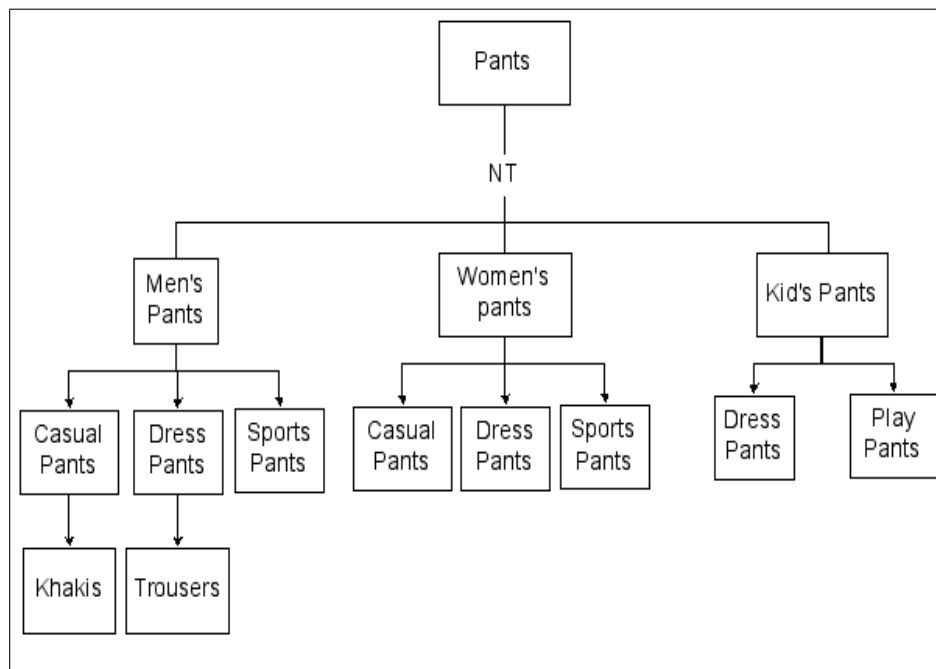 Pants
NT
Men's
Pants
Women's
pants
Kid's Pants
Casual
Pants
Dress
Pants
Sports
Pants
Casual
Pants
Dress
Pants
Sports
Pants
Dress
Pants
Play
Pants
Khakis
Trousers